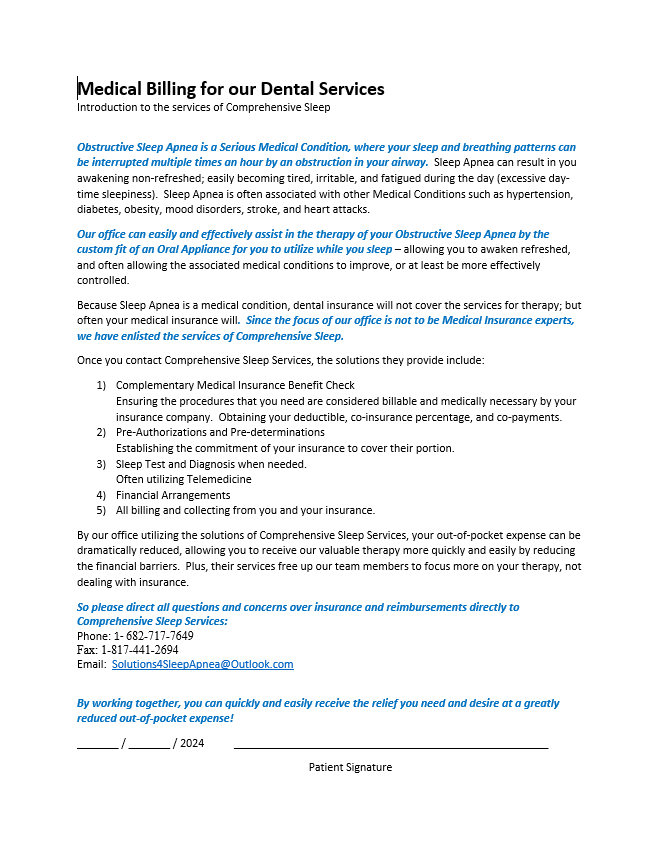 Medical Billing for our Dental Services
Introduction to the services of Comprehensive Sleep
Obstructive Sleep Apnea is a Serious Medical Condition, where your sleep and breathing patterns can
be interrupted multiple times an hour by an obstruction in your airway.  Sleep Apnea can result in you
awakening non-refreshed; easily becoming tired, irritable, and fatigued during the day (excessive day-
time sleepiness).  Sleep Apnea is often associated with other Medical Conditions such as hypertension,
diabetes, obesity, mood disorders, stroke, and heart attacks.
Our office can easily and effectively assist in the therapy of your Obstructive Sleep Apnea by the
custom fit of an Oral Appliance for you to utilize while you sleep – allowing you to awaken refreshed,
and often allowing the associated medical conditions to improve, or at least be more effectively
controlled.
Because Sleep Apnea is a medical condition, dental insurance will not cover the services for therapy; but
often your medical insurance will.  Since the focus of our office is not to be Medical Insurance experts,
we have enlisted the services of Comprehensive Sleep.
Once you contact Comprehensive Sleep Services, the solutions they provide include:
1) Complementary Medical Insurance Benefit Check
Ensuring the procedures that you need are considered billable and medically necessary by your
insurance company.  Obtaining your deductible, co-insurance percentage, and co-payments.
2) Pre-Authorizations and Pre-determinations
Establishing the commitment of your insurance to cover their portion.
3) Sleep Test and Diagnosis when needed.
Often utilizing Telemedicine
4) Financial Arrangements
5) All billing and collecting from you and your insurance.
By our office utilizing the solutions of Comprehensive Sleep Services, your out-of-pocket expense can be
dramatically reduced, allowing you to receive our valuable therapy more quickly and easily by reducing
the financial barriers.  Plus, their services free up our team members to focus more on your therapy, not
dealing with insurance.
So please direct all questions and concerns over insurance and reimbursements directly to
Comprehensive Sleep Services:
Phone: 1- 682-717-7649
Fax: 1-817-441-2694
Email:  Solutions4SleepApnea@Outlook.com
By working together, you can quickly and easily receive the relief you need and desire at a greatly
reduced out-of-pocket expense!
_______ / _______ / 2024 ______________________________________________________
Patient Signature